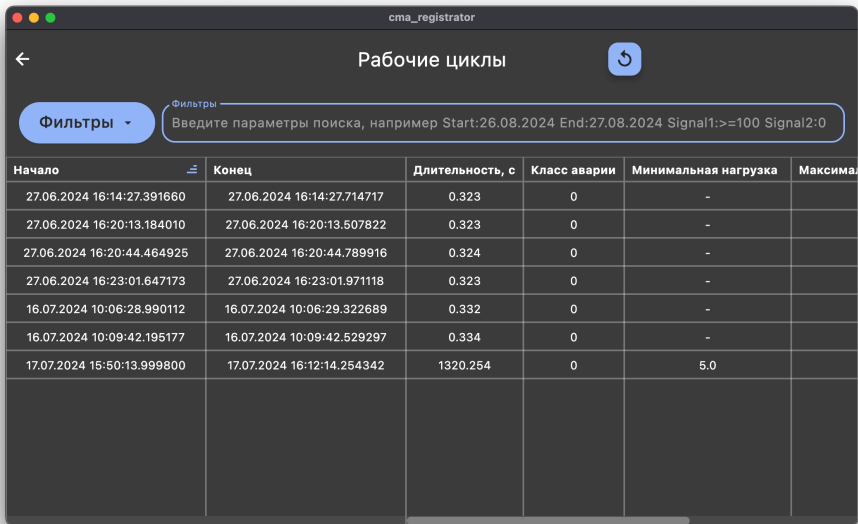 cma_registrator
Рабочие циклы
Фильтры
Фильтры
Введите параметры поиска, например Start:26.08.2024 End:27.08.2024 Signal1:>=100 Signal2:0
Начало Конец Длительность, с Класс аварии Минимальная нагрузка Максимал
27.06.2024 16:14:27.391660 27.06.2024 16:14:27.714717 0.323 0 -
27.06.2024 16:20:13.184010 27.06.2024 16:20:13.507822 0.323 0 -
27.06.2024 16:20:44.464925 27.06.2024 16:20:44.789916 0.324 0 -
27.06.2024 16:23:01.647173 27.06.2024 16:23:01.971118 0.323 0 -
16.07.2024 10:06:28.990112 16.07.2024 10:06:29.322689 0.332 0 -
16.07.2024 10:09:42.195177 16.07.2024 10:09:42.529297 0.334 0 -
17.07.2024 15:50:13.999800 17.07.2024 16:12:14.254342 1320.254 0 5.0